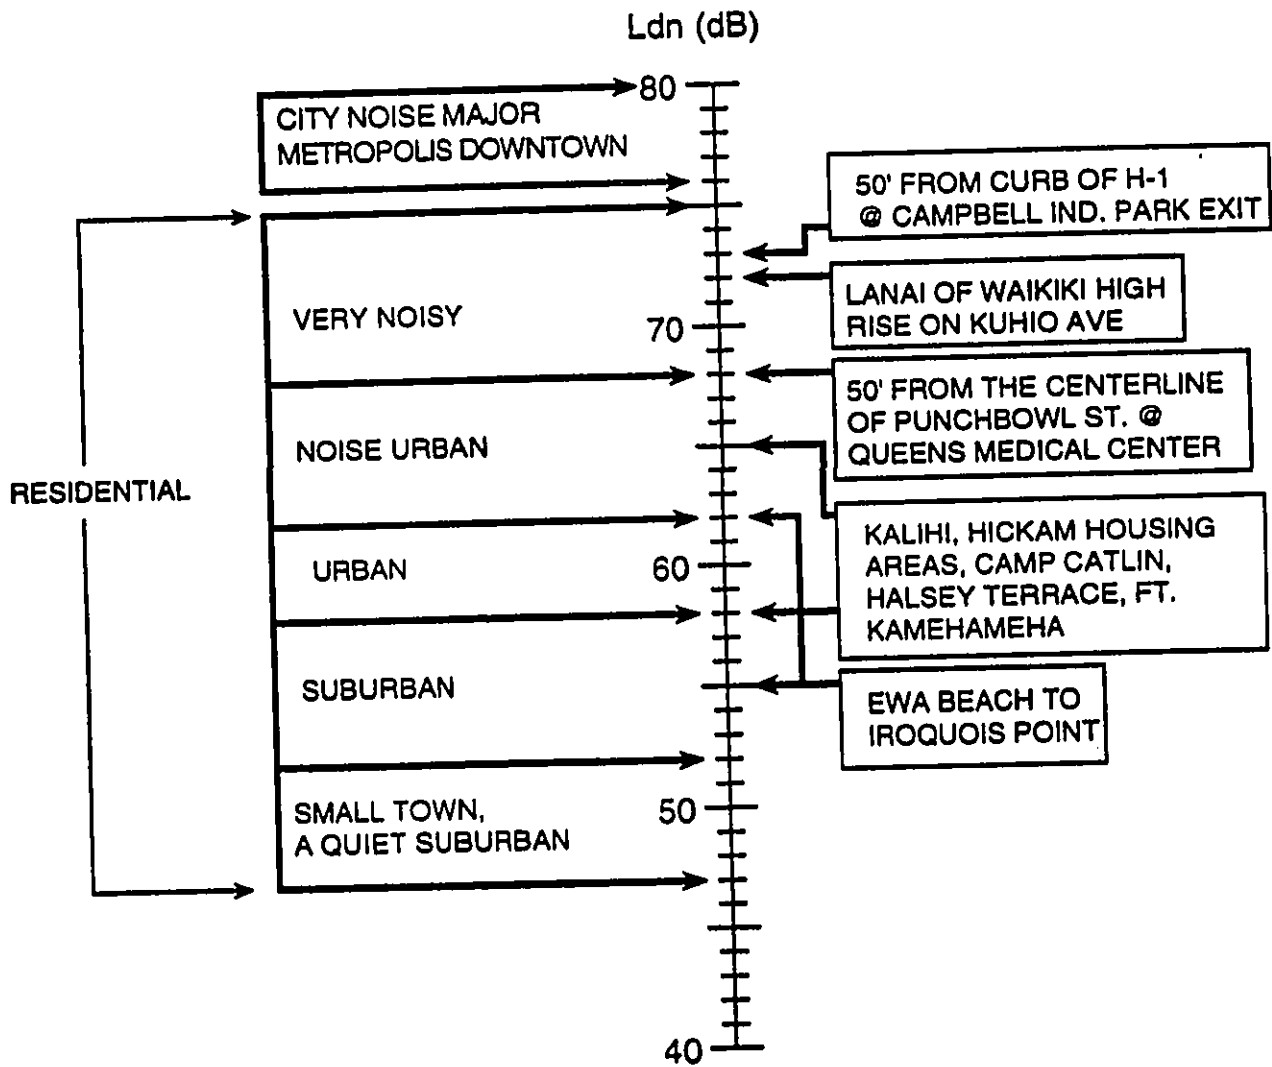 Ldn (dB)
80
CITY NOISE MAJOR
METROPOLIS DOWNTOWN
50' FROM CURB OF H-1
@ CAMPBELL IND. PARK EXIT
LANAI OF WAIKIKI HIGH
RISE ON KUHIO AVE
VERY NOISY
70
50' FROM THE CENTERLINE
OF PUNCHBOWL ST. @
QUEENS MEDICAL CENTER
NOISE URBAN
RESIDENTIAL
KALIHI, HICKAM HOUSING
AREAS, CAMP CATLIN,
HALSEY TERRACE, FT.
KAMEHAMEHA
URBAN
60
SUBURBAN
EWA BEACH TO
IROQUOIS POINT
50
SMALL TOWN,
A QUIET SUBURBAN
40